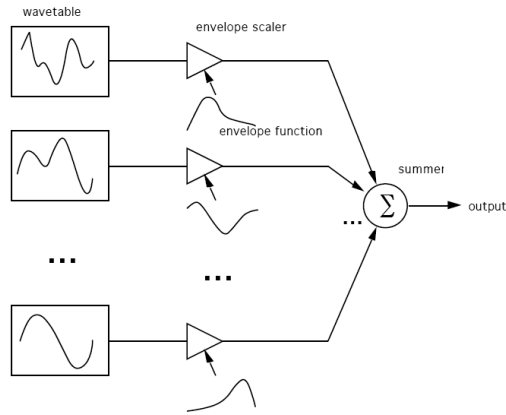 wavetable
envelope scaler
envelope function
summer
Σ
output
...
...
...